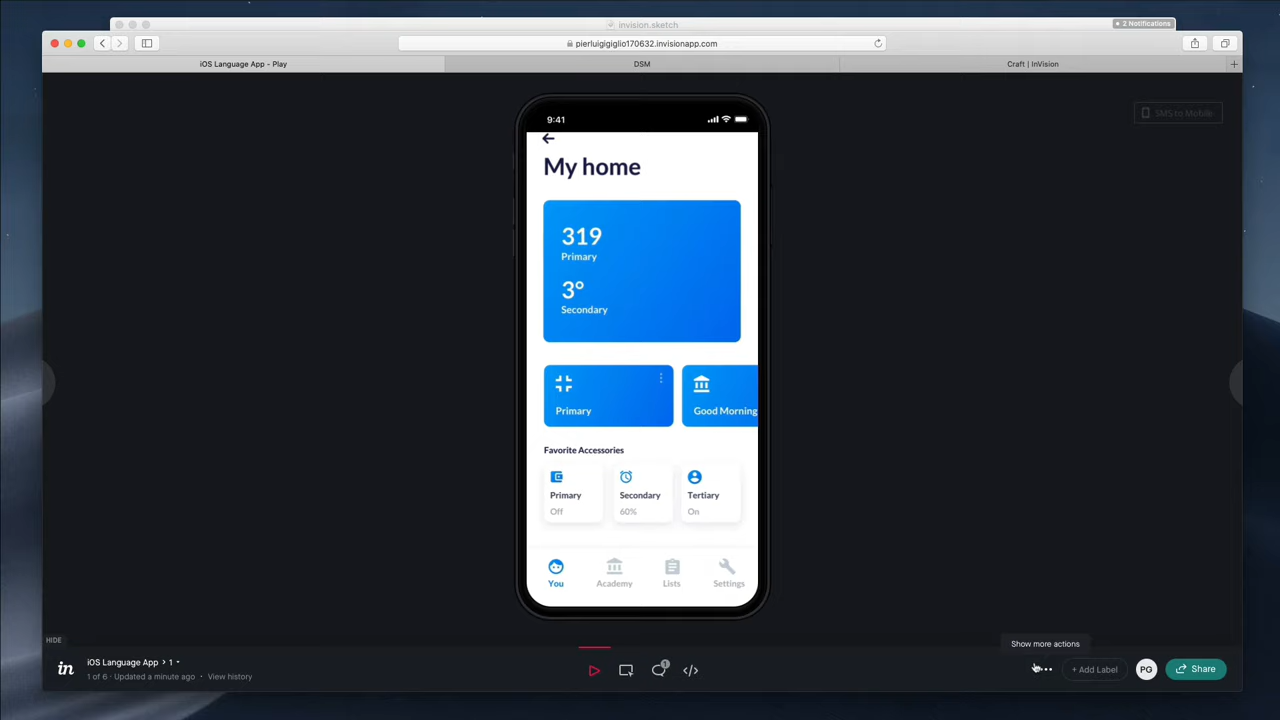 invision.sketch
2 Notifications
pierluigigiglio170632.invisionapp.com
iOS Language App - Play
DSM
Craft | InVision
SMS to Mobile
9:41
My home
319
Primary
3°
Secondary
Primary
Good Morning
Favorite Accessories
Primary
Secondary
Tertiary
Off
60%
On
You
Academy
Lists
Settings
HIDE
Show more actions
in
iOS Language App > 1
1 of 6 · Updated a minute ago · View history
1
+ Add Label
PG
Share